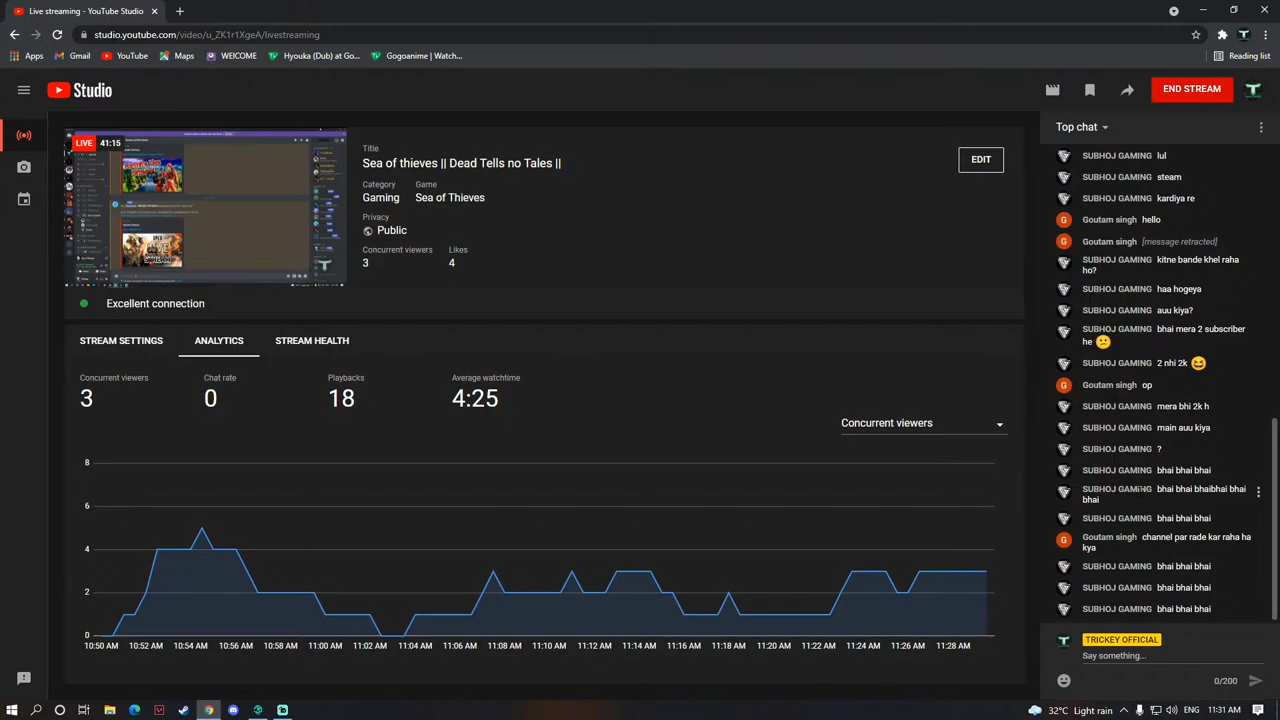 Live streaming - YouTube Studio
studio.youtube.com/video/u_ZK1r1XgeA/livestreaming
Apps Gmail YouTube Maps WElCOME Hyouka (Dub) at Go... Gogoanime | Watch... Reading list
Studio
END STREAM
LIVE 41:15
Title
Sea of thieves || Dead Tells no Tales ||
EDIT
Category Game
Gaming Sea of Thieves
Privacy
Public
Concurrent viewers Likes
3 4
Excellent connection
STREAM SETTINGS ANALYTICS STREAM HEALTH
Concurrent viewers Chat rate Playbacks Average watchtime
3 0 18 4:25
Concurrent viewers
8
6
4
2
0
10:50 AM 10:52 AM 10:54 AM 10:56 AM 10:58 AM 11:00 AM 11:02 AM 11:04 AM 11:06 AM 11:08 AM 11:10 AM 11:12 AM 11:14 AM 11:16 AM 11:18 AM 11:20 AM 11:22 AM 11:24 AM 11:26 AM 11:28 AM
Top chat
SUBHOJ GAMING lul
SUBHOJ GAMING steam
SUBHOJ GAMING kardiya re
Goutam singh hello
Goutam singh [message retracted]
SUBHOJ GAMING kitne bande khel raha
ho?
SUBHOJ GAMING haa hogeya
SUBHOJ GAMING auu kiya?
SUBHOJ GAMING bhai mera 2 subscriber
he 😕
SUBHOJ GAMING 2 nhi 2k 😆
Goutam singh op
SUBHOJ GAMING mera bhi 2k h
SUBHOJ GAMING main auu kiya
SUBHOJ GAMING ?
SUBHOJ GAMING bhai bhai bhai
SUBHOJ GAMING bhai bhai bhaibhai bhai
bhai
SUBHOJ GAMING bhai bhai bhai
Goutam singh channel par rade kar raha ha
kya
SUBHOJ GAMING bhai bhai bhai
SUBHOJ GAMING bhai bhai bhai
SUBHOJ GAMING bhai bhai bhai
TRICKEY OFFICIAL
Say something...
0/200
32°C Light rain 11:31 AM